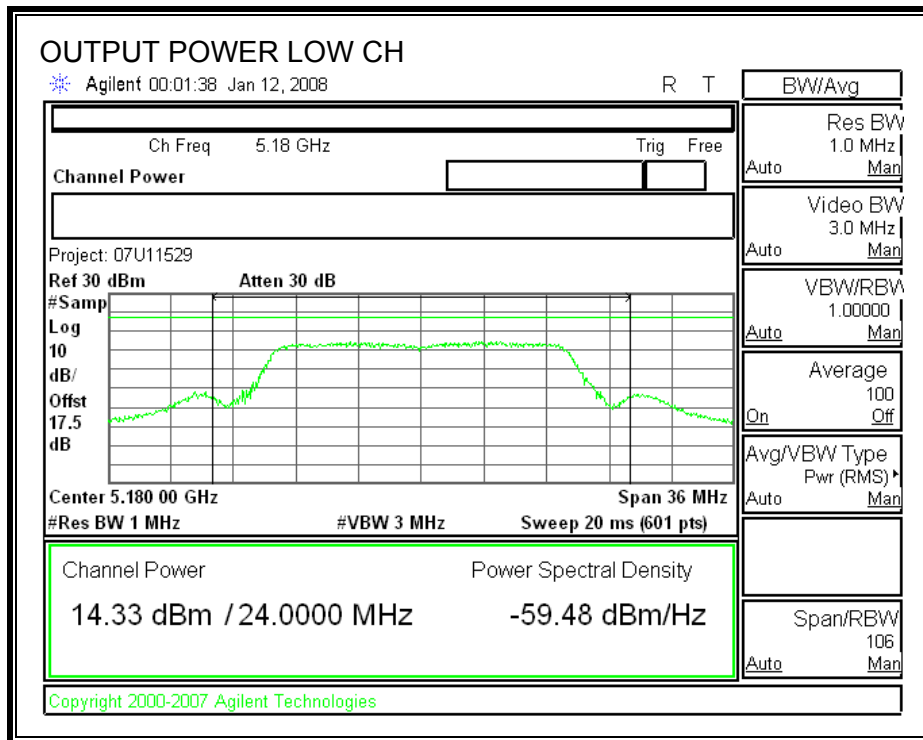 OUTPUT POWER LOW CH
Agilent 00:01:38 Jan 12, 2008 R T
BW/Avg
Ch Freq 5.18 GHz Trig Free
Channel Power
Project: 07U11529
Ref 30 dBm Atten 30 dB
#Samp
Log
10
dB/
Offst
17.5
dB
Center 5.180 00 GHz Span 36 MHz
#Res BW 1 MHz #VBW 3 MHz Sweep 20 ms (601 pts)
Channel Power Power Spectral Density
14.33 dBm / 24.0000 MHz -59.48 dBm/Hz
Copyright 2000-2007 Agilent Technologies
Res BW
1.0 MHz
Auto Man
Video BW
3.0 MHz
Auto Man
VBW/RBW
1.00000
Auto Man
Average
100
On Off
Avg/VBW Type
Pwr (RMS)
Auto Man
Span/RBW
106
Auto Man